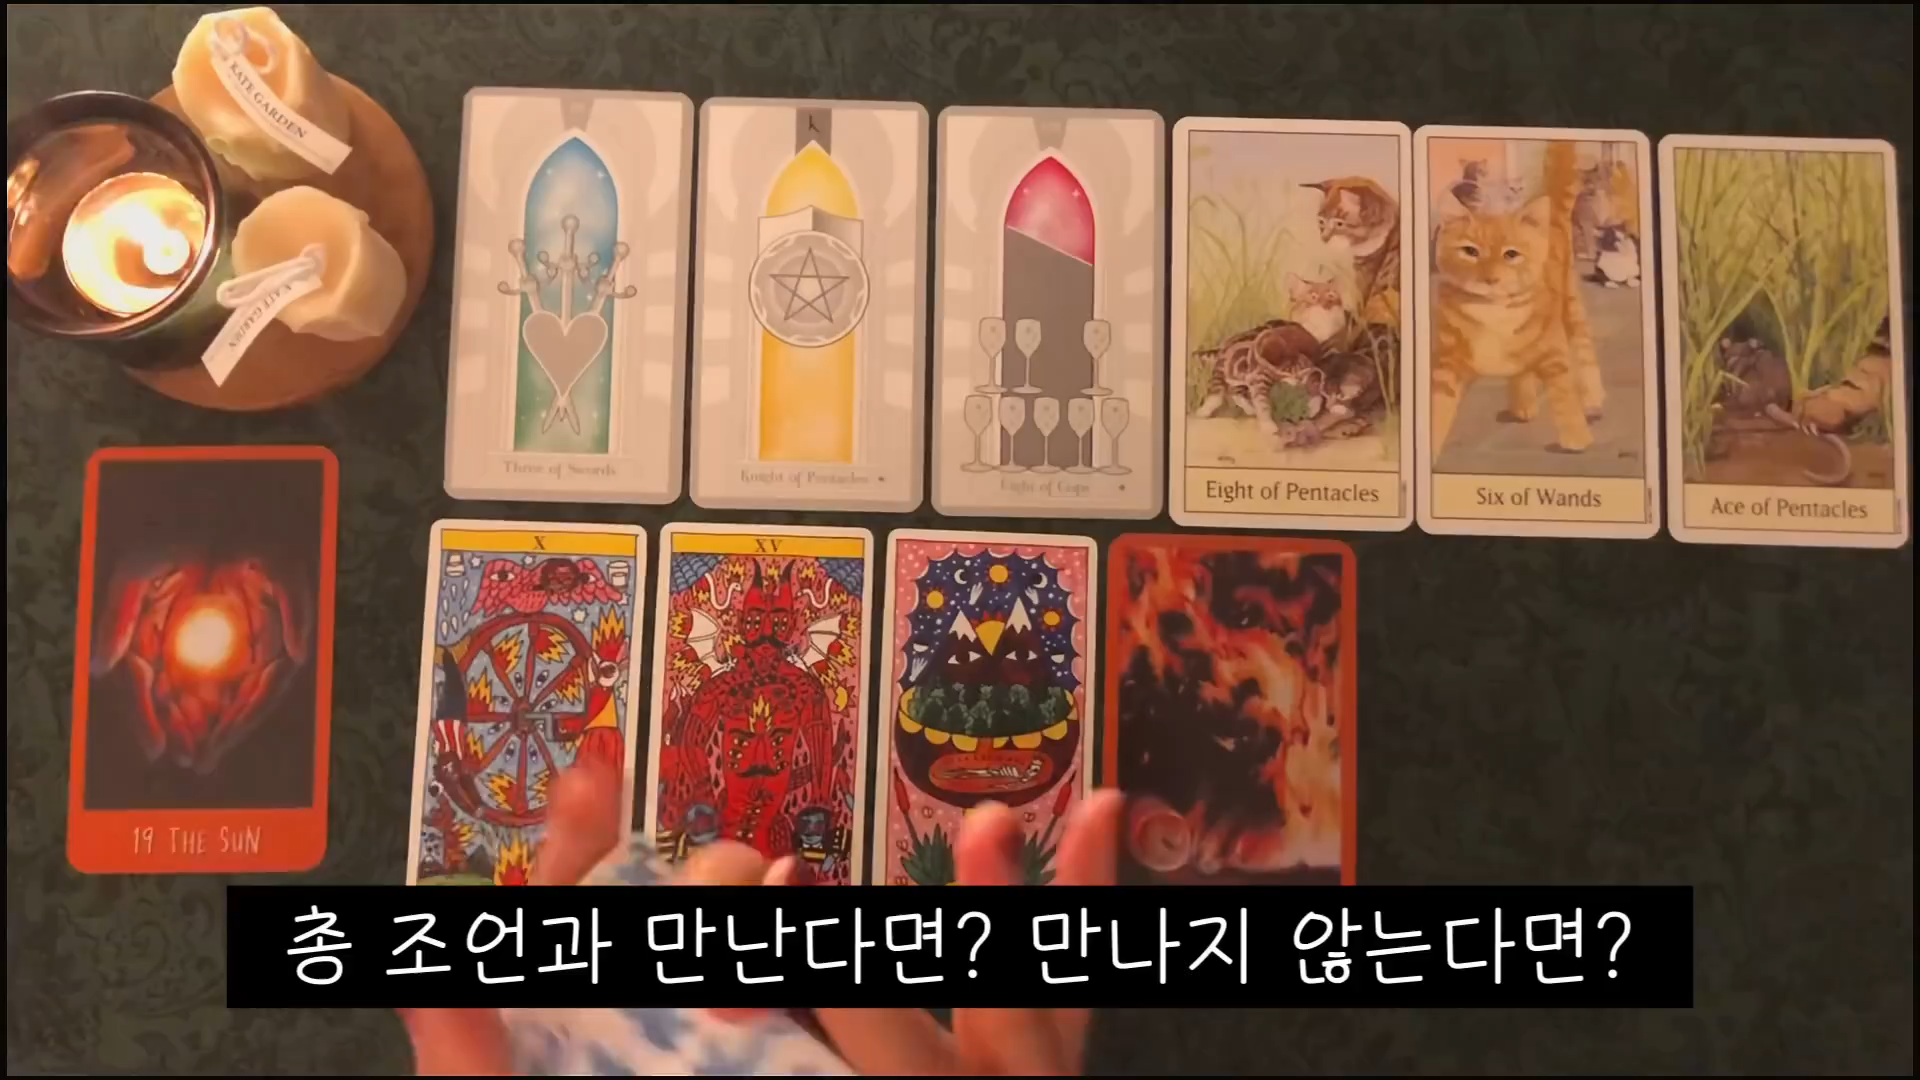 KATE GARDEN
KATE GARDEN
Three of Swords
Knight of Pentacles
Eight of Cups
Eight of Pentacles
Six of Wands
Ace of Pentacles
X
XV
19 THE SUN
총 조언과 만난다면? 만나지 않는다면?